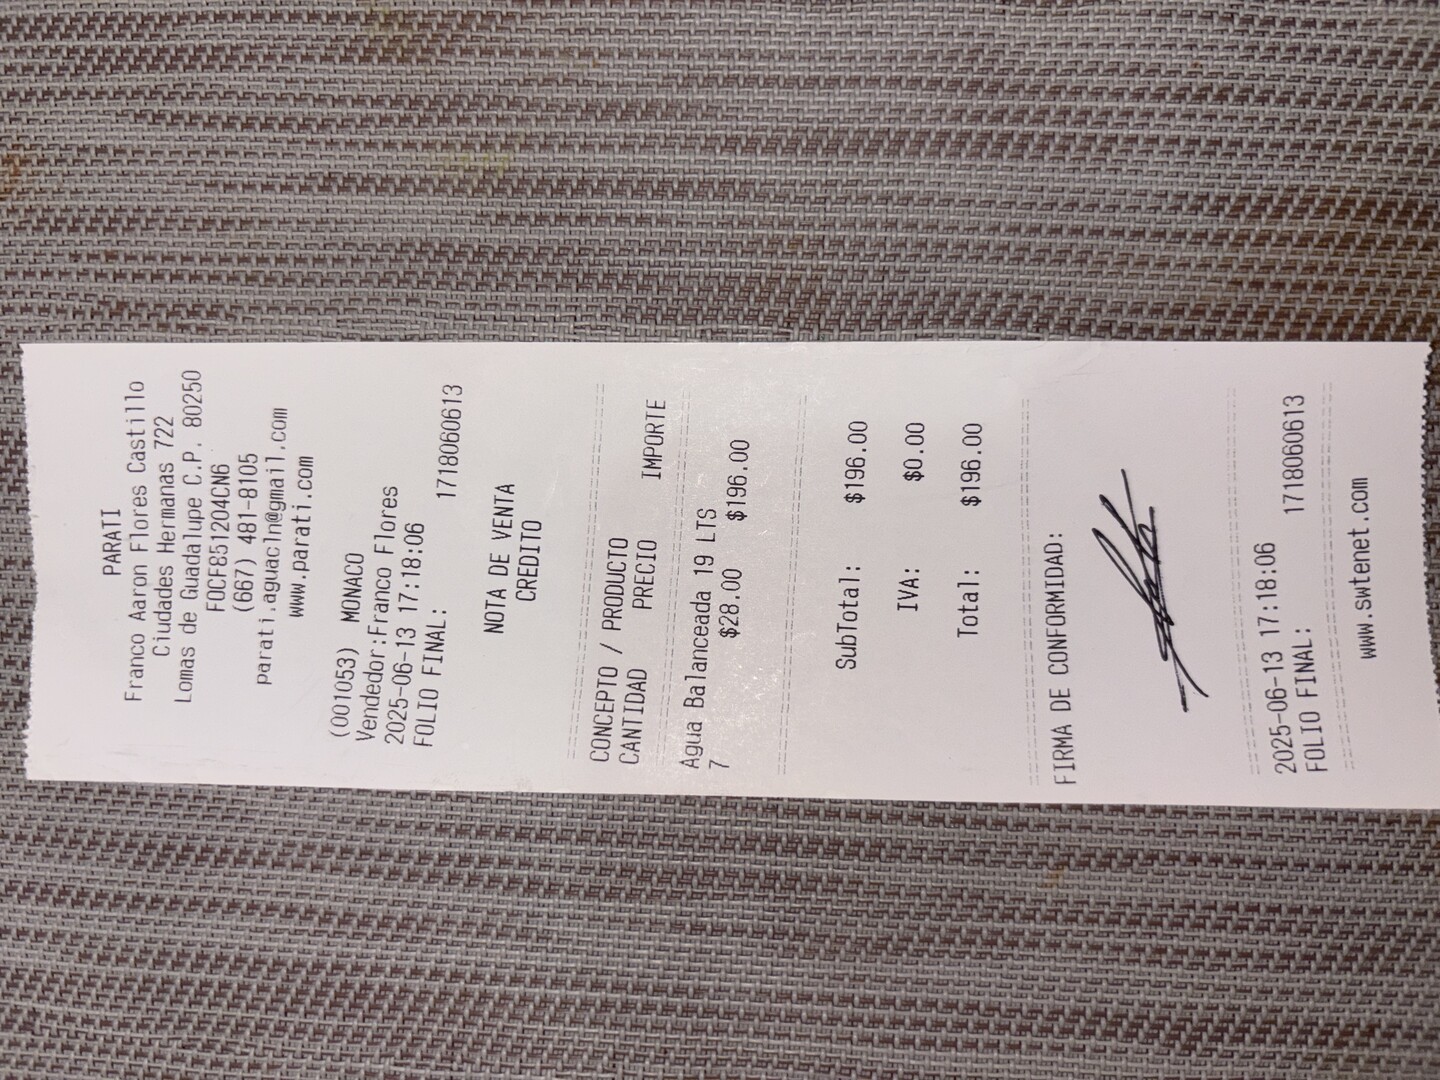 PARATI
Franco Aaron Flores Castillo
Ciudades Hermanas 722
Lomas de Guadalupe C.P. 80250
FOCF851204CN6
(667) 481-8105
parati.aguacln@gmail.com
www.parati.com
(001053) MONACO
Vendedor:Franco Flores
2025-06-13 17:18:06
FOLIO FINAL: 1718060613
NOTA DE VENTA
CREDITO
CONCEPTO / PRODUCTO
CANTIDAD PRECIO IMPORTE
Agua Balanceada 19 LTS
7 $28.00 $196.00
SubTotal: $196.00
IVA: $0.00
Total: $196.00
FIRMA DE CONFORMIDAD:
2025-06-13 17:18:06
FOLIO FINAL: 1718060613
www.swtenet.com